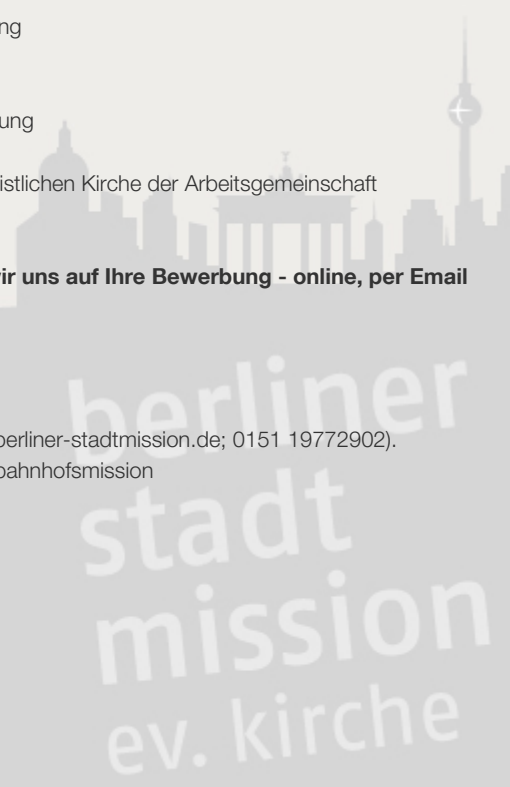 ng
ung
istlichen Kirche der Arbeitsgemeinschaft
wir uns auf Ihre Bewerbung - online, per Email
berliner
berliner-stadtmission.de; 0151 19772902).
bahnhofsmission
stadt
mission
ev. kirche